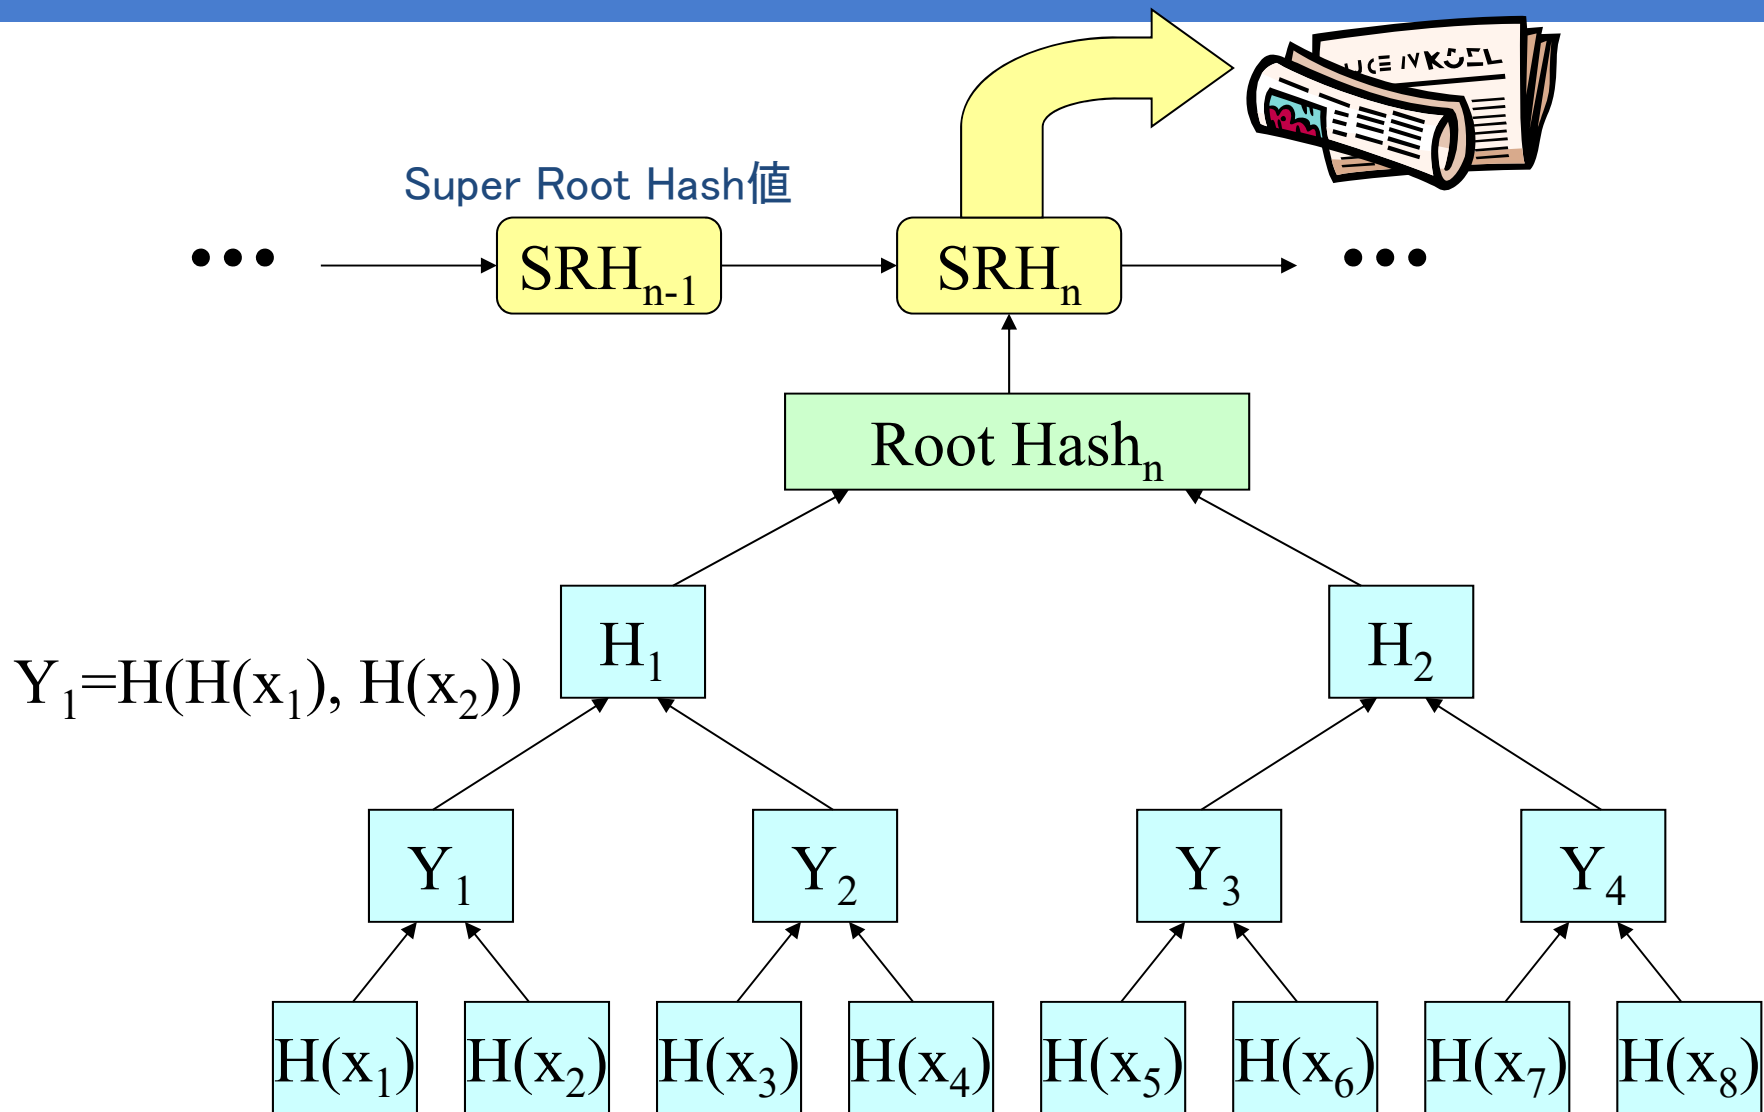 Super Root Hash値
••• SRHₙ₋₁ SRHₙ •••
Root Hashₙ
H₁ H₂
Y₁=H(H(x₁), H(x₂))
Y₁ Y₂ Y₃ Y₄
H(x₁) H(x₂) H(x₃) H(x₄) H(x₅) H(x₆) H(x₇) H(x₈)